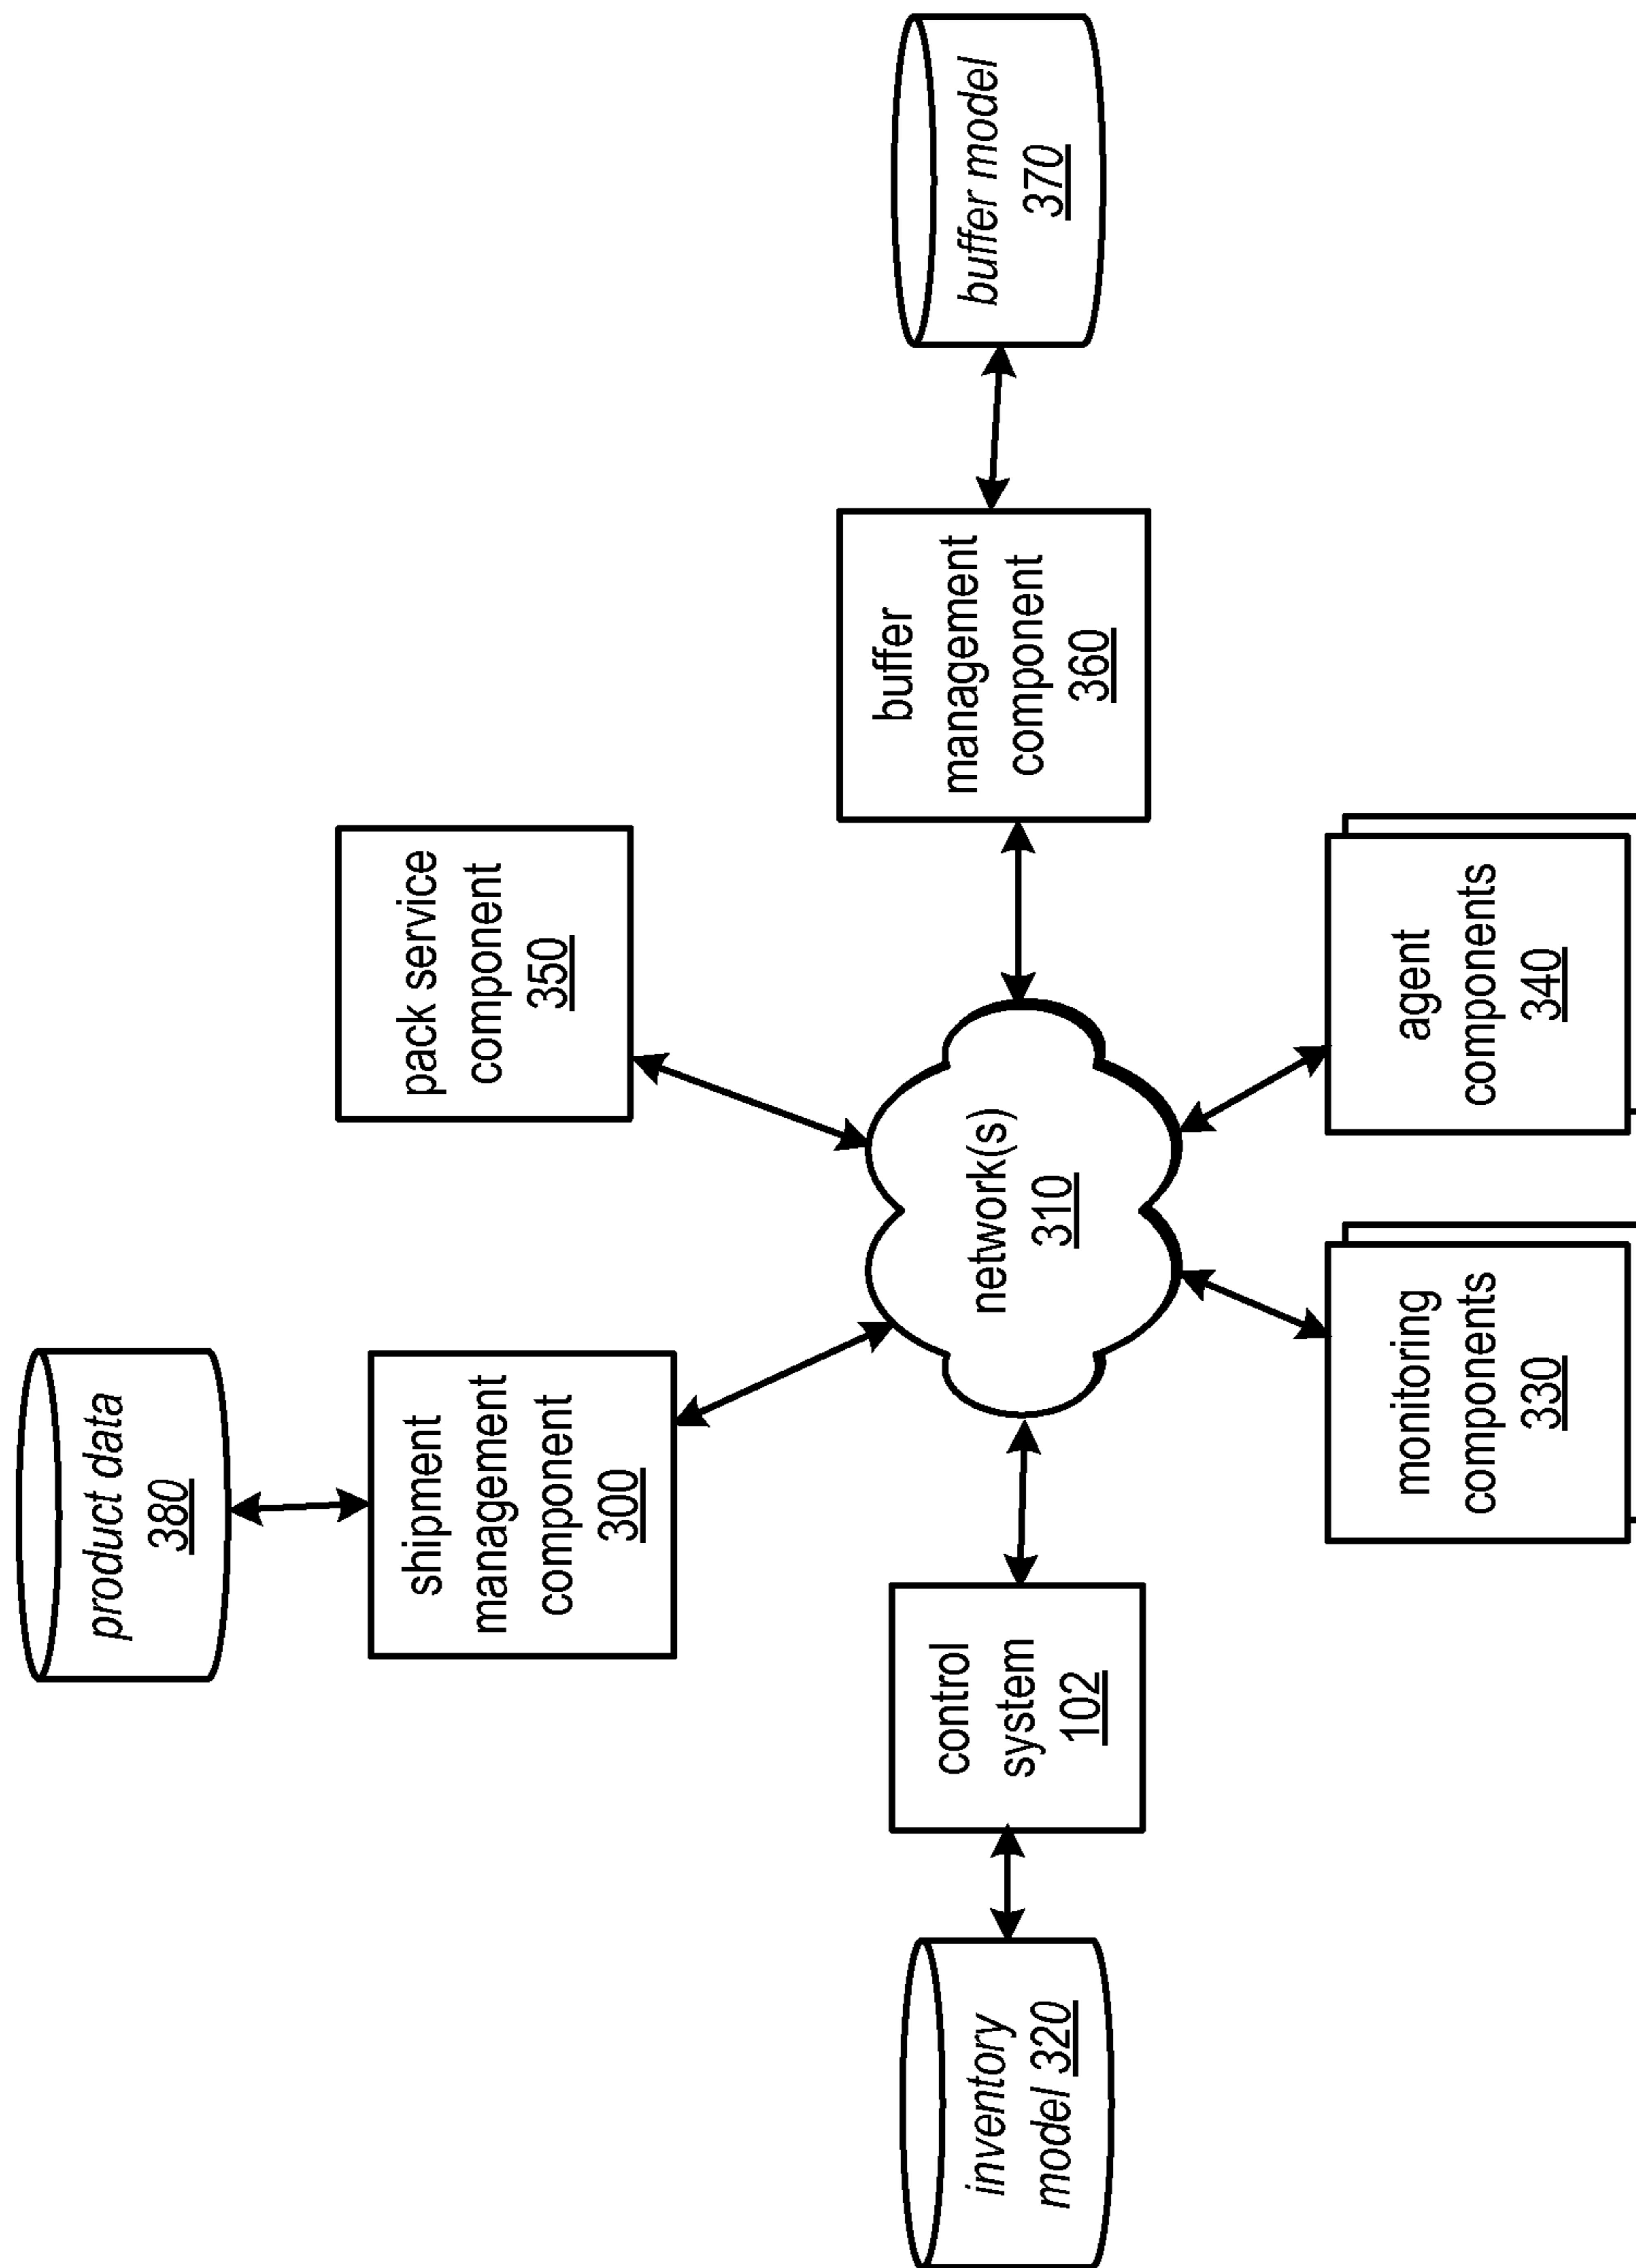 product data
380
shipment
management
component
300
pack service
component
350
inventory
model 320
control
system
102
network(s)
310
buffer
management
component
360
buffer model
370
monitoring
components
330
agent
components
340